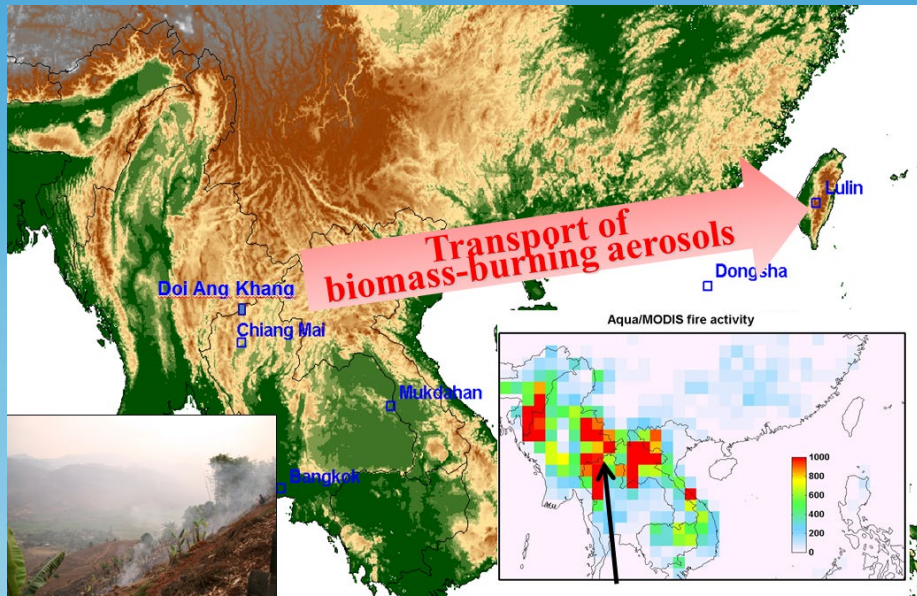 Lulin
Transport of
biomass-burning aerosols
Dongsha
Doi Ang Khang
Chiang Mai
Mukdahan
Bangkok
Aqua/MODIS fire activity
1000
800
600
400
200
0